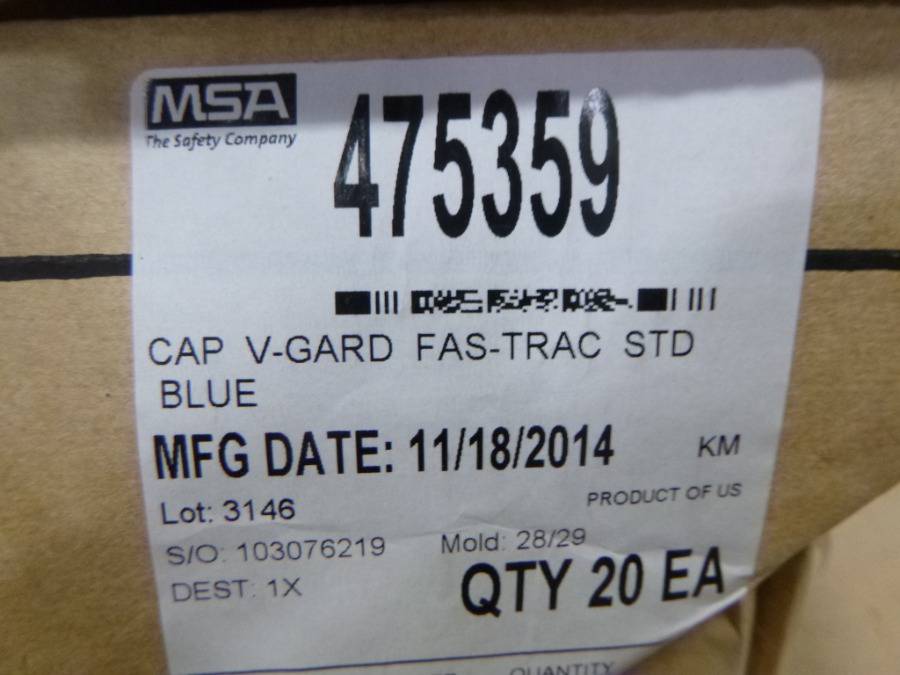 MSA
The Safety Company
475359
CAP V-GARD FAS-TRAC STD
BLUE
MFG DATE: 11/18/2014 KM
Lot: 3146 PRODUCT OF US
S/O: 103076219 Mold: 28/29
DEST: 1X QTY 20 EA
QUANTITY